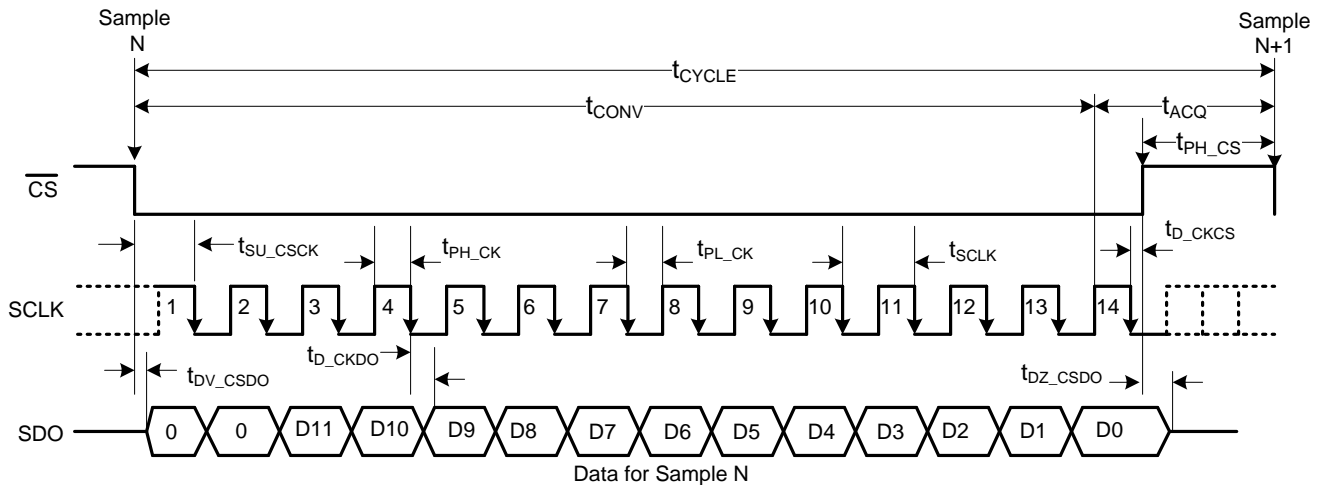 Sample
N
Sample
N+1
tCYCLE
tCONV
tACQ
tPH_CS
CS
tSU_CSCK
tPH_CK
tPL_CK
tSCLK
tD_CKCS
SCLK
1 2 3 4 5 6 7 8 9 10 11 12 13 14
tDV_CSDO
tD_CKDO
tDZ_CSDO
SDO
0 0 D11 D10 D9 D8 D7 D6 D5 D4 D3 D2 D1 D0
Data for Sample N